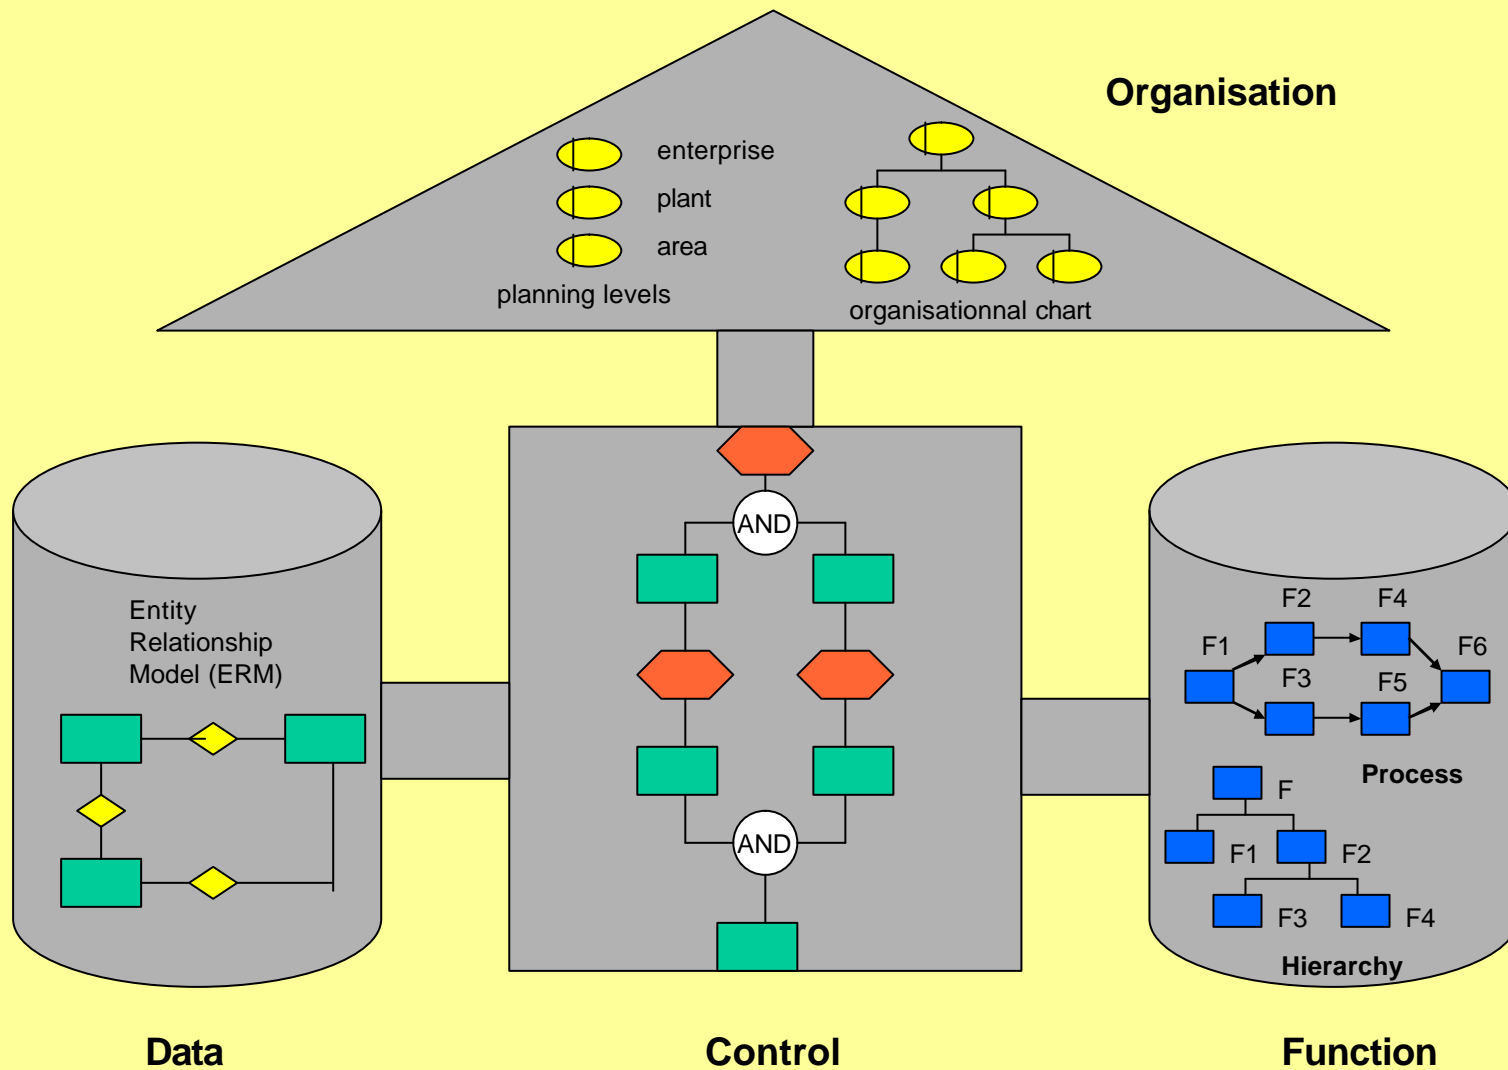 Organisation
enterprise
plant
area
planning levels
organisationnal chart
AND
AND
Entity
Relationship
Model (ERM)
F2 F4
F1 F6
F3 F5
Process
F
F1 F2
F3 F4
Hierarchy
Data Control Function